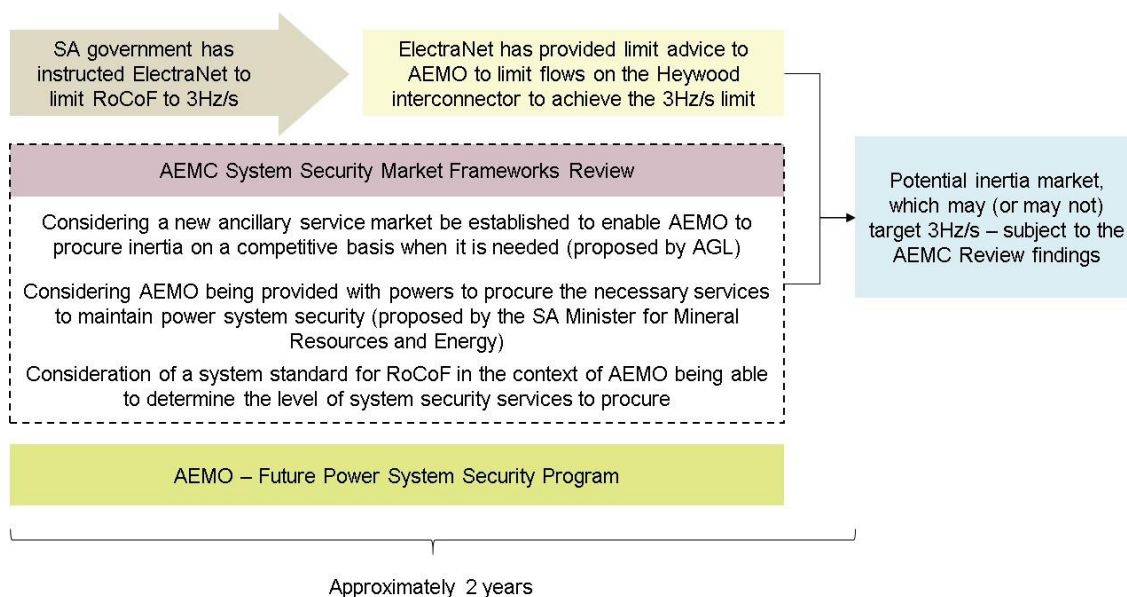 SA government has
instructed ElectraNet to
limit RoCoF to 3Hz/s
ElectraNet has provided limit advice to
AEMO to limit flows on the Heywood
interconnector to achieve the 3Hz/s limit
AEMC System Security Market Frameworks Review
Considering a new ancillary service market be established to enable AEMO to
procure inertia on a competitive basis when it is needed (proposed by AGL)
Considering AEMO being provided with powers to procure the necessary services
to maintain power system security (proposed by the SA Minister for Mineral
Resources and Energy)
Consideration of a system standard for RoCoF in the context of AEMO being able
to determine the level of system security services to procure
Potential inertia market,
which may (or may not)
target 3Hz/s – subject to the
AEMC Review findings
AEMO – Future Power System Security Program
Approximately 2 years